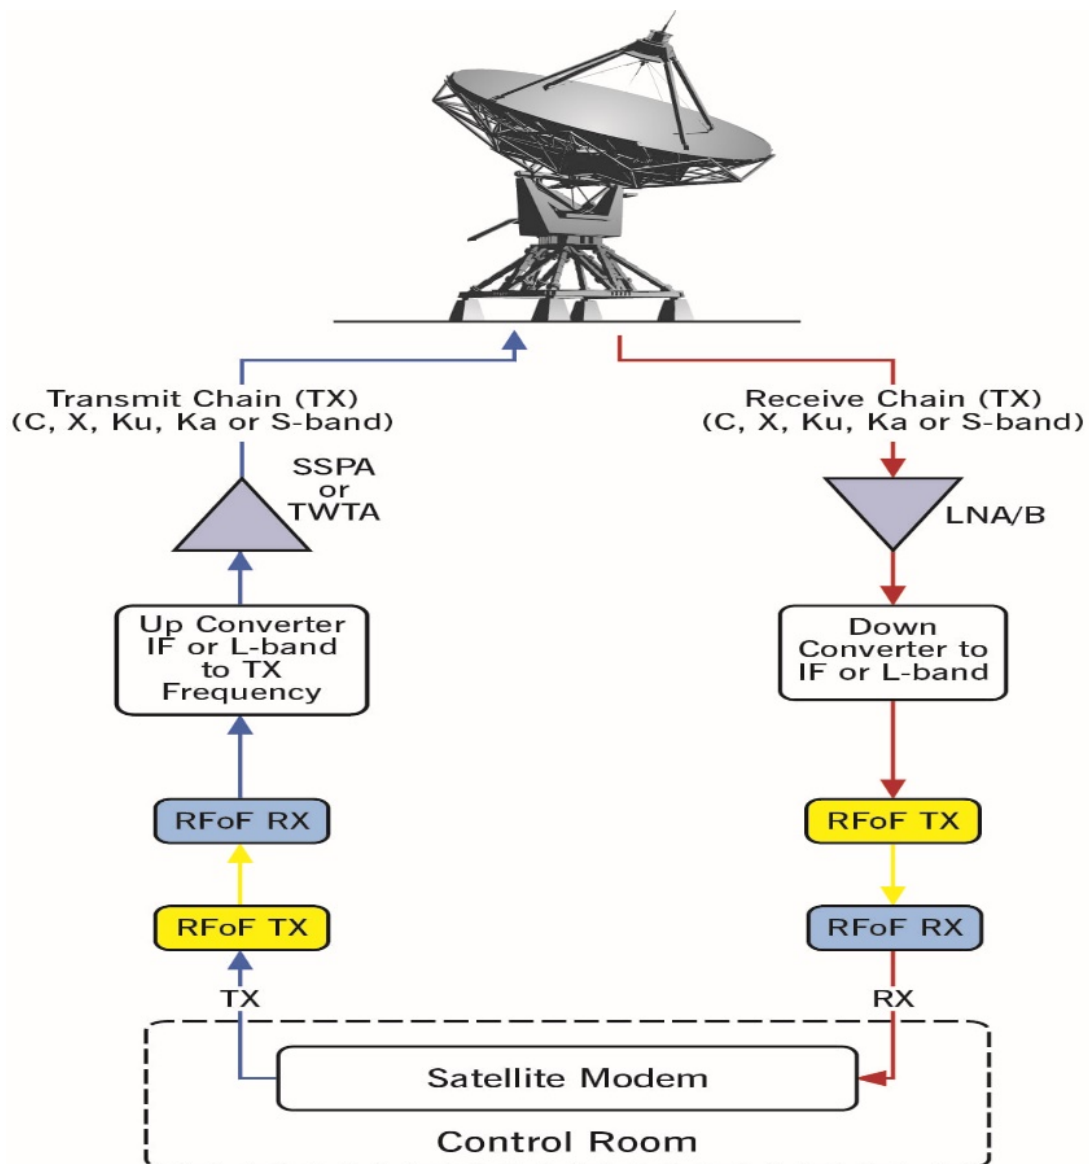 Transmit Chain (TX)
(C, X, Ku, Ka or S-band)
SSPA
or
TWTA
Up Converter
IF or L-band
to TX
Frequency
RFoF RX
RFoF TX
TX
Receive Chain (TX)
(C, X, Ku, Ka or S-band)
LNA/B
Down
Converter to
IF or L-band
RFoF TX
RFoF RX
RX
Satellite Modem
Control Room